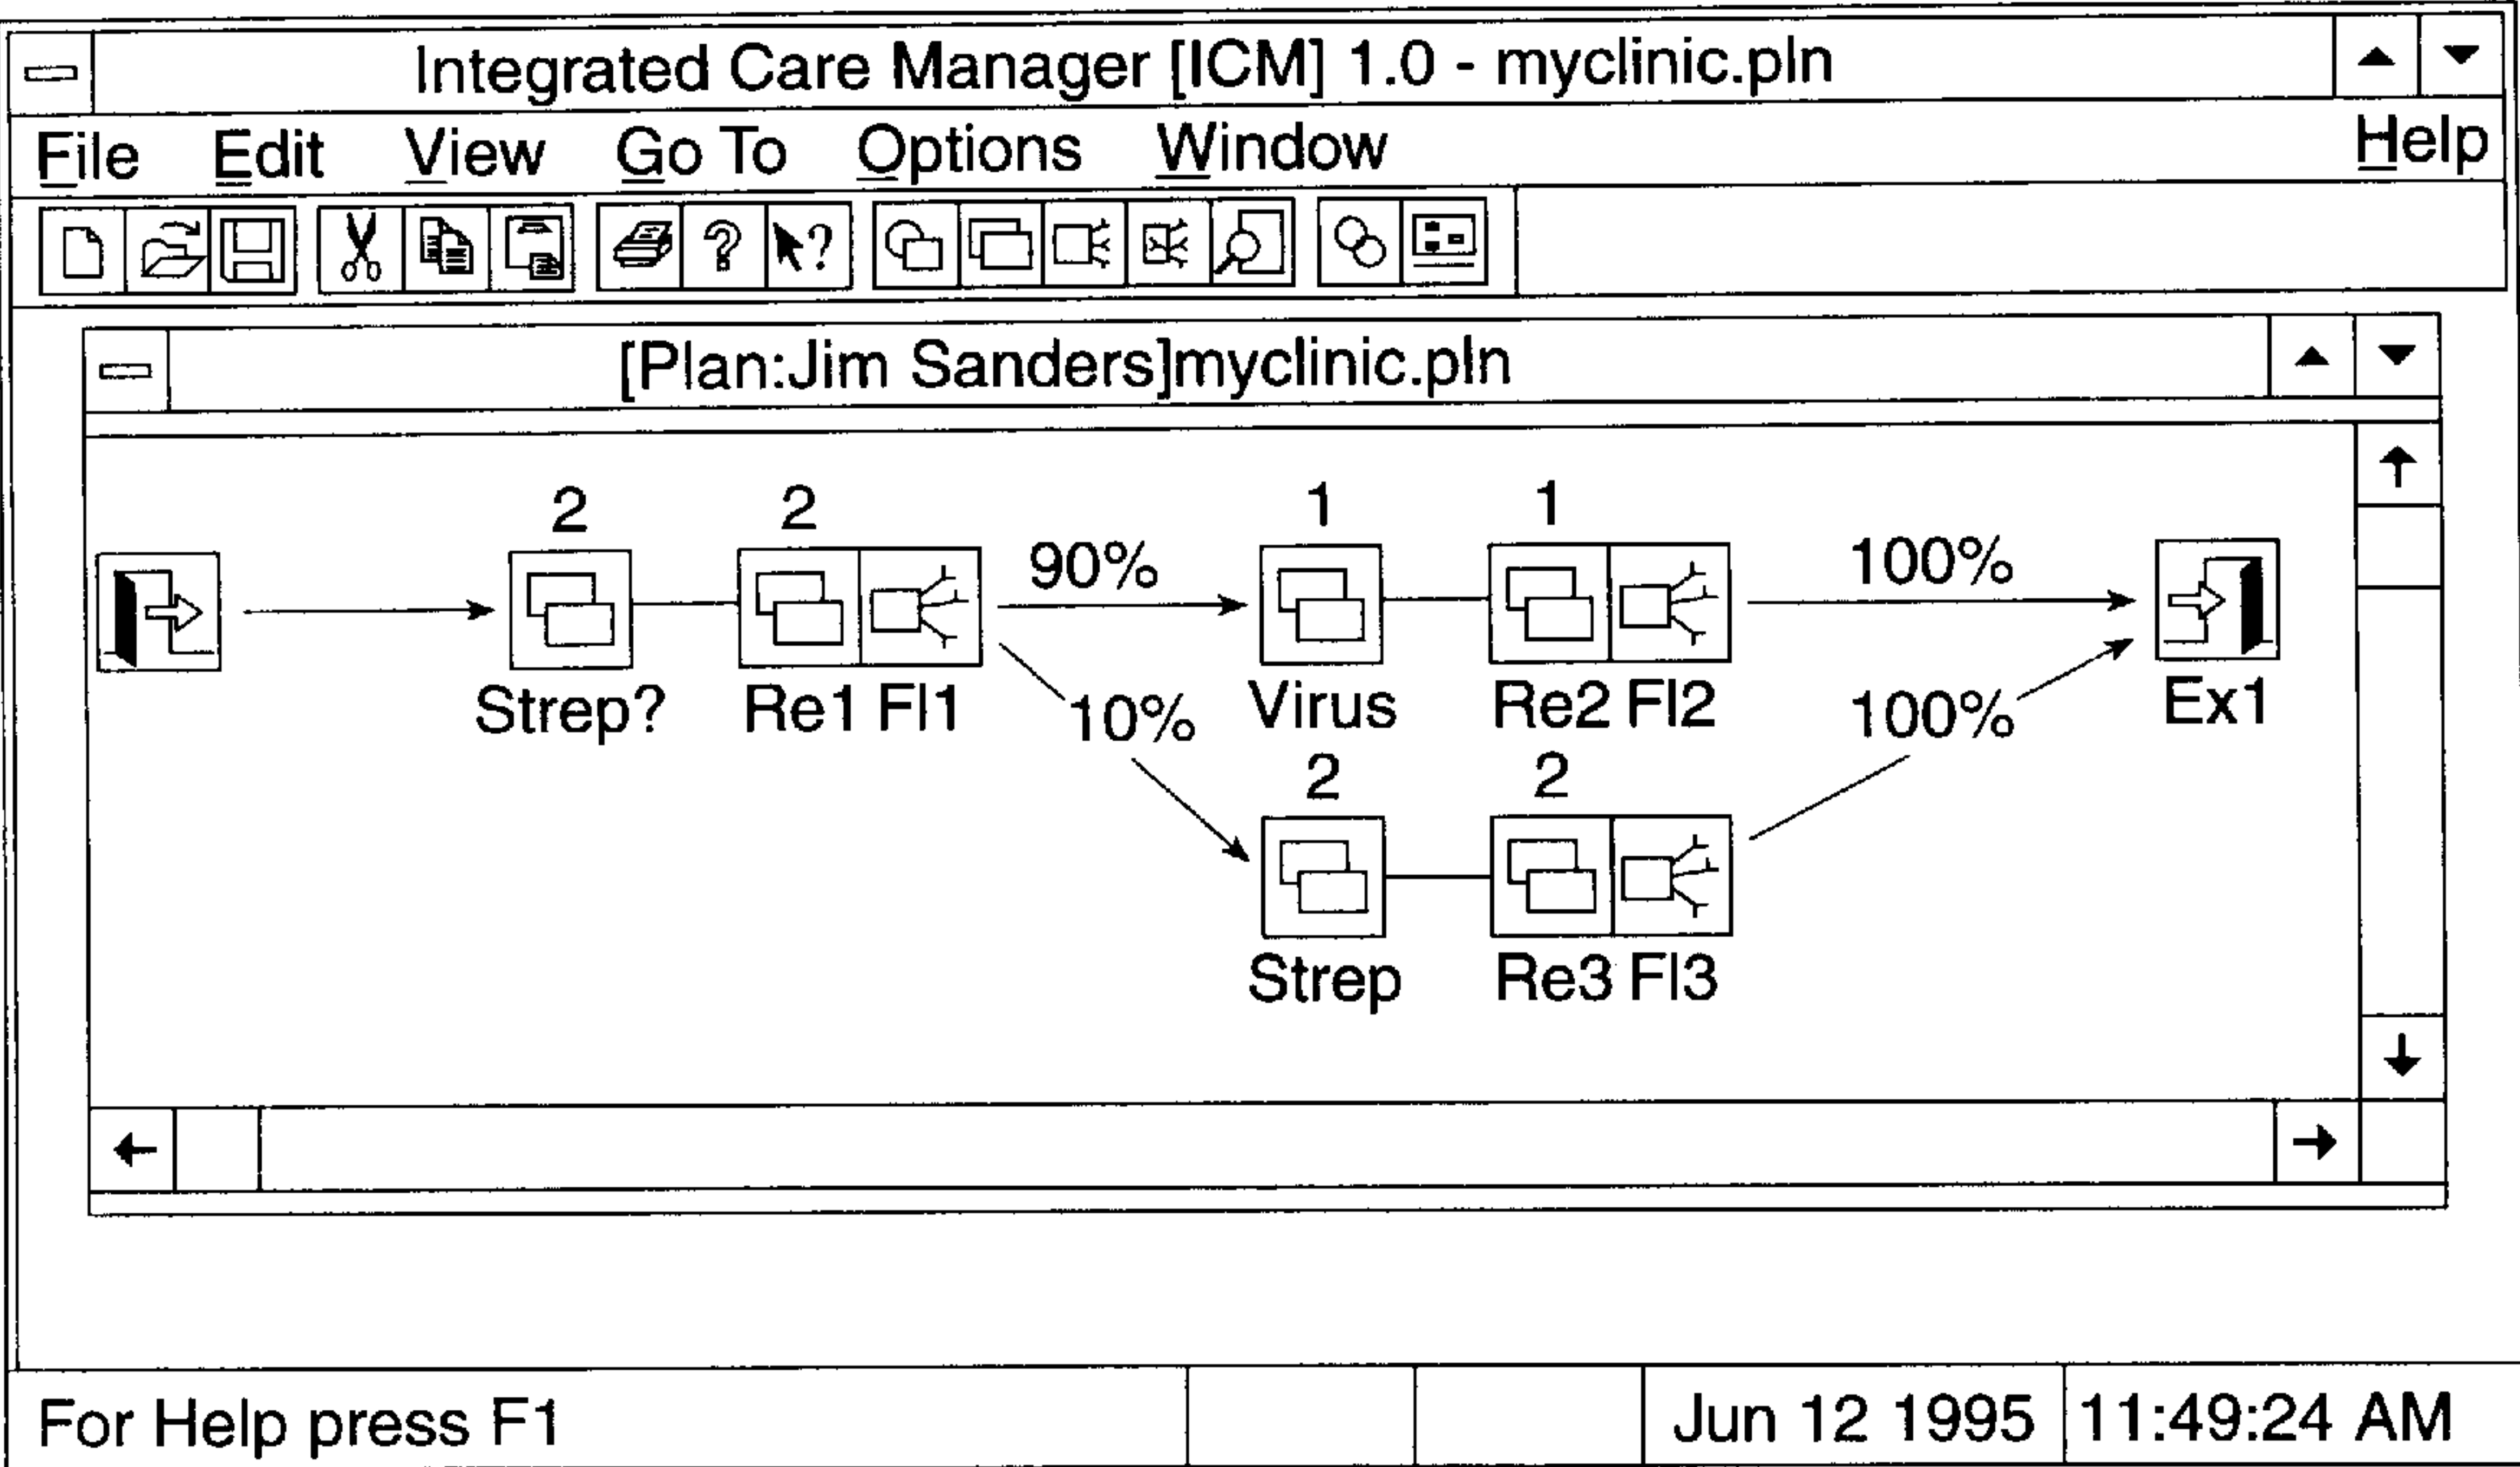 Integrated Care Manager [ICM] 1.0 - myclinic.pln
File Edit View Go To Options Window Help
[Plan:Jim Sanders]myclinic.pln
2 2 1 1
90% 100%
Strep? Re1 Fl1 Virus Re2 Fl2 Ex1
10% 100%
2 2
Strep Re3 Fl3
For Help press F1 Jun 12 1995 11:49:24 AM